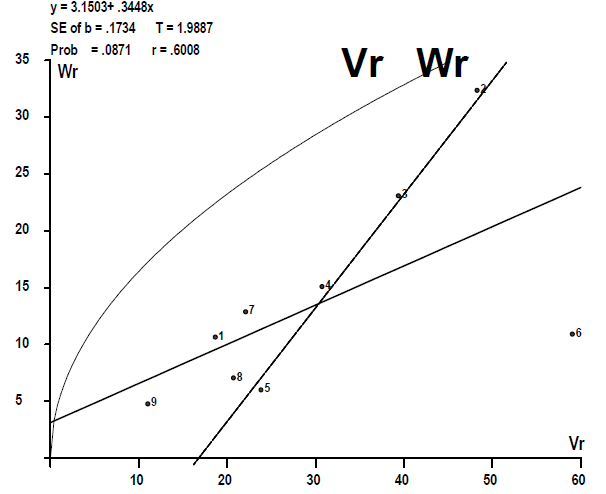 y = 3.1503+ .3448x
SE of b = .1734 T = 1.9887
Prob = .0871 r = .6008
Vr Wr
35
Wr
30
2
25
3
20
15
4
7
10
1
6
8
5
5
9
Vr
10 20 30 40 50 60